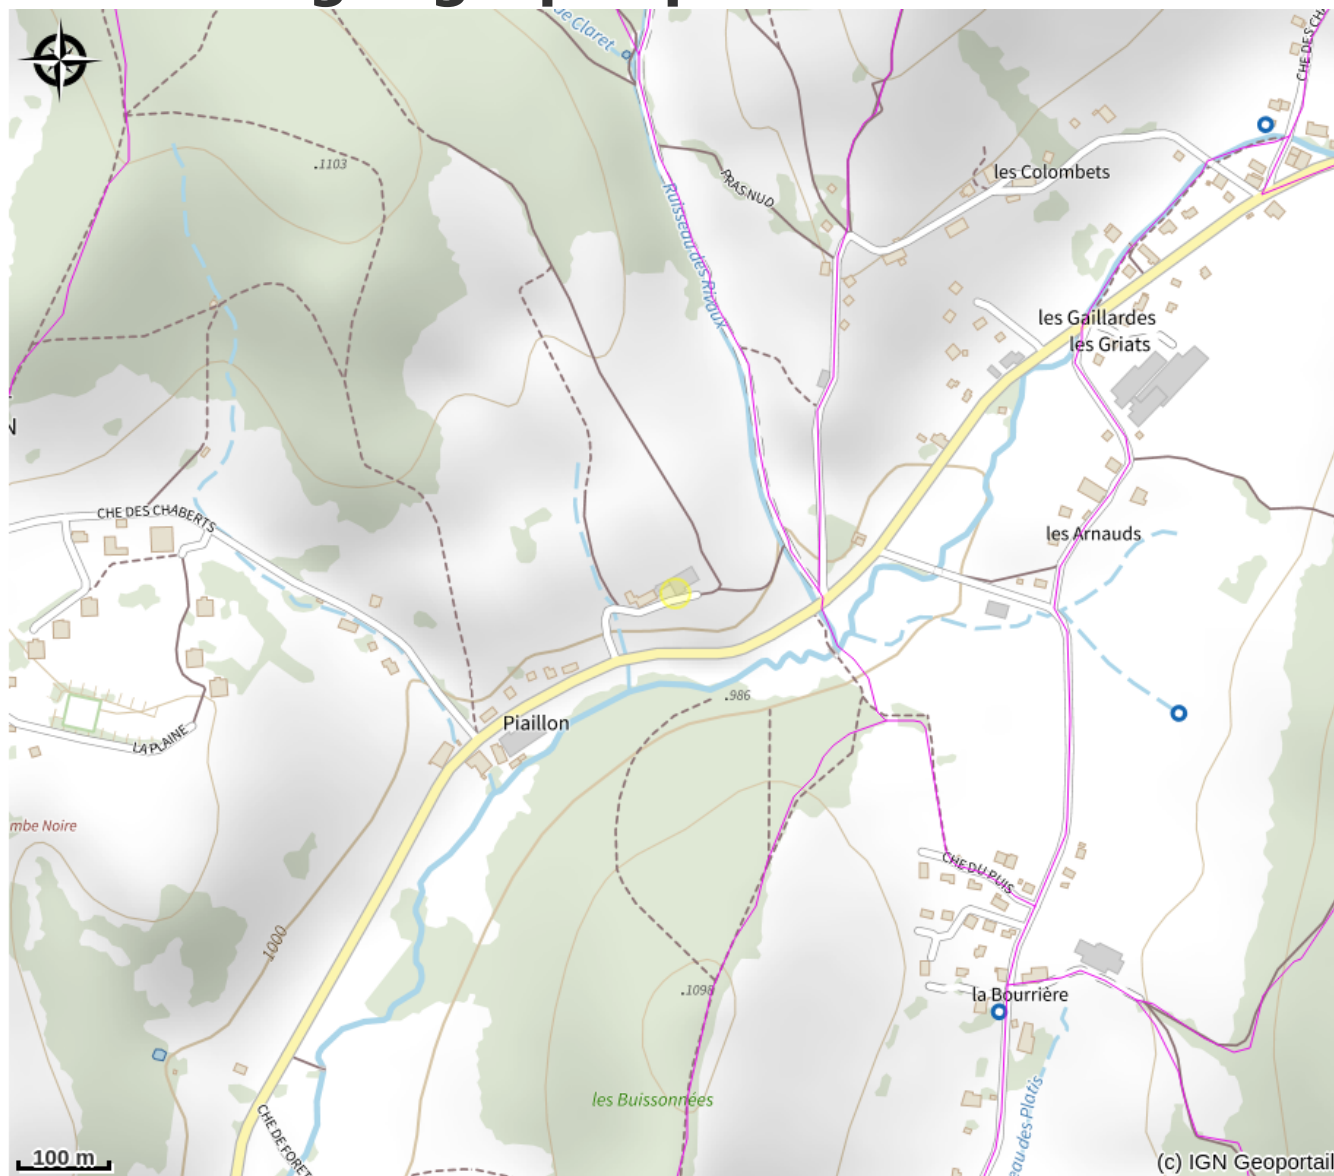 de Claret
CHE DES CH
.1103
PRAS NUD
les Colombets
Ruisseau des Rivaux
les Gaillardes
les Griats
N
CHE DES CHABERTS
les Arnauds
.986
Piaillon
LA PLAINE
mbe Noire
CHE DU PUIS
1000
.1098
la Bourrière
les Buissonnées
eau des Platis
CHE DE FORET
100 m
(c) IGN Geoportail